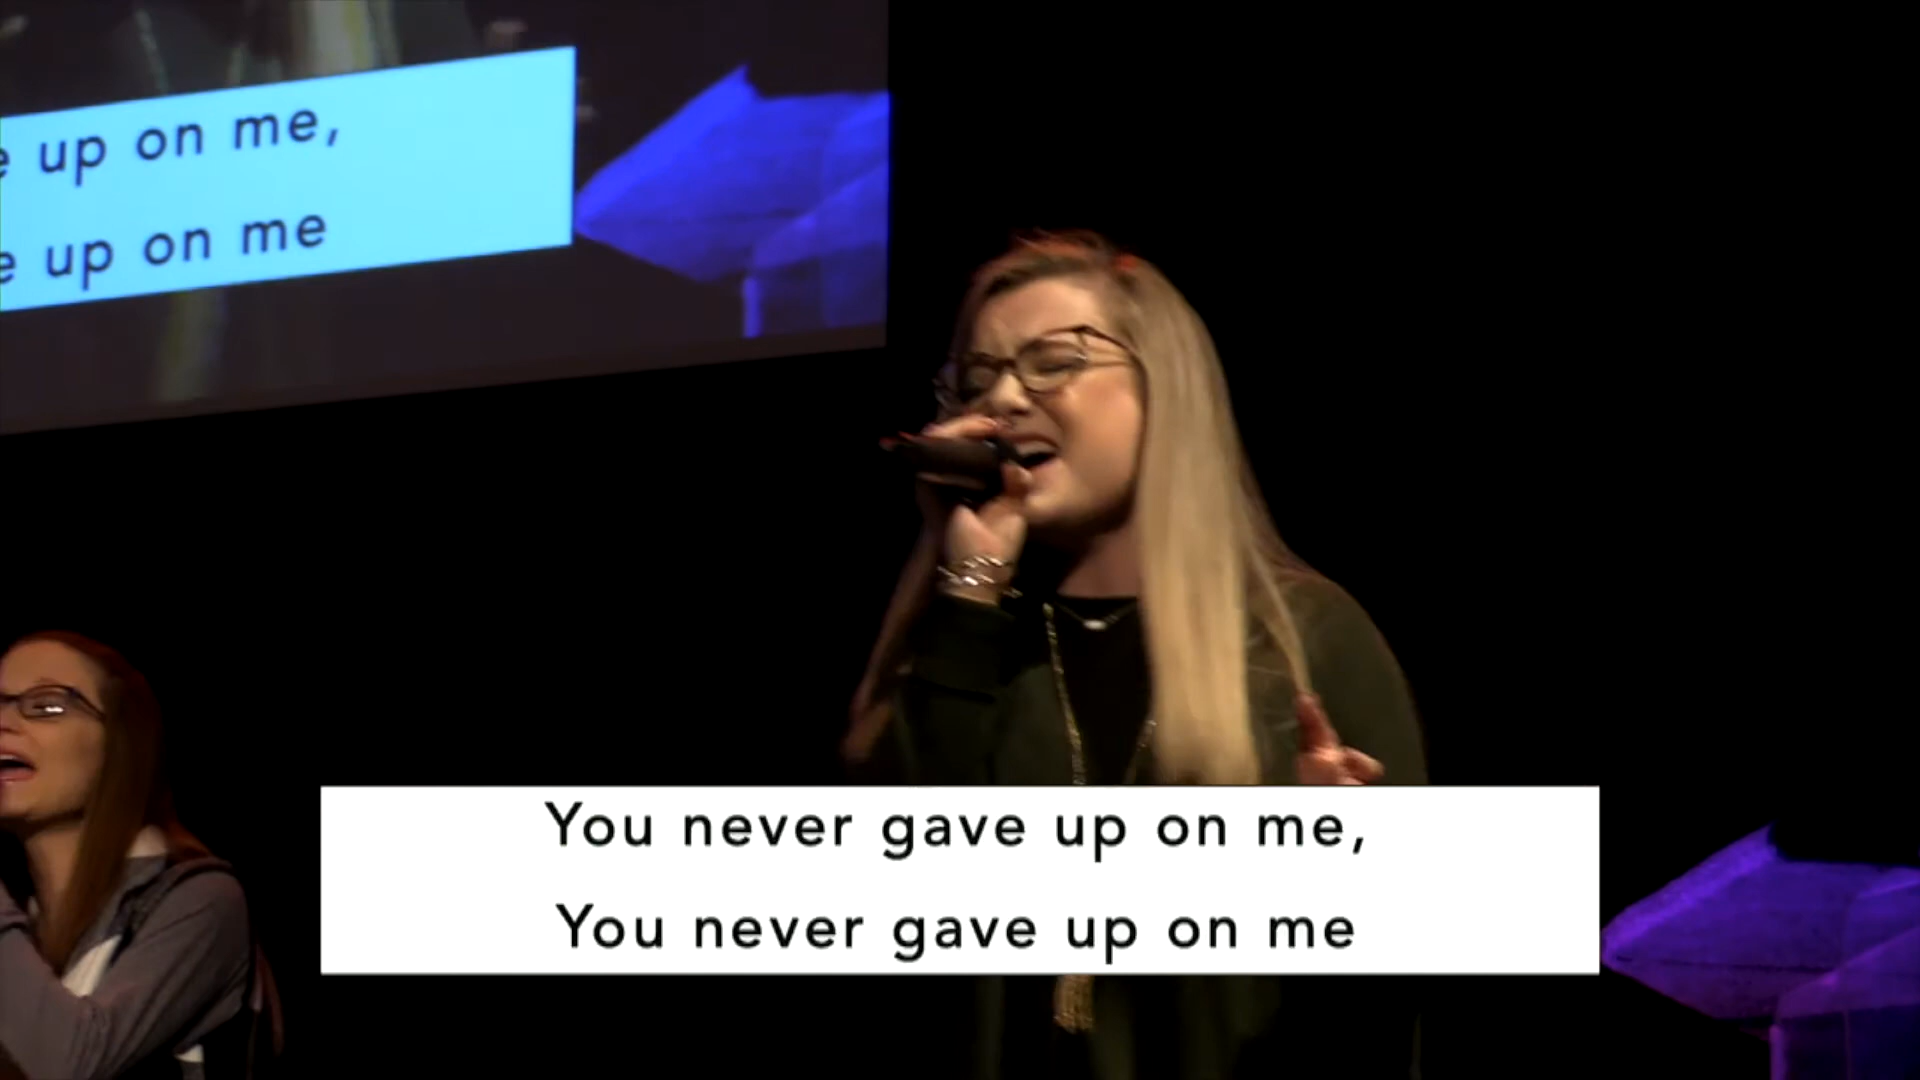 up on me,
up on me
You never gave up on me,
You never gave up on me